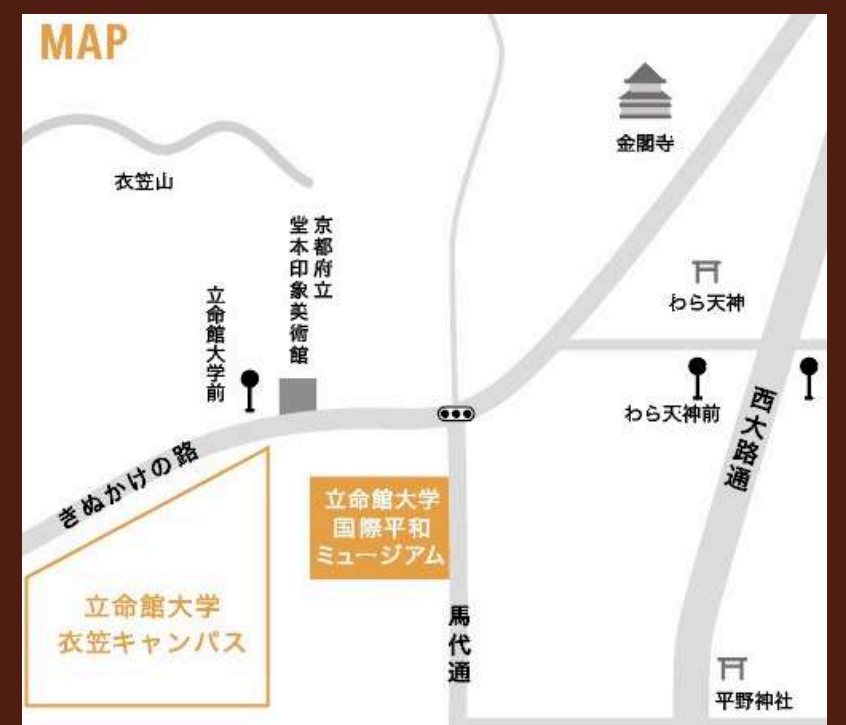 MAP
金閣寺
衣笠山
京都府立
堂本印象美術館
立命館大学前
わら天神
わら天神前
西大路通
きぬかけの路
立命館大学
国際平和
ミュージアム
立命館大学
衣笠キャンパス
馬代通
平野神社